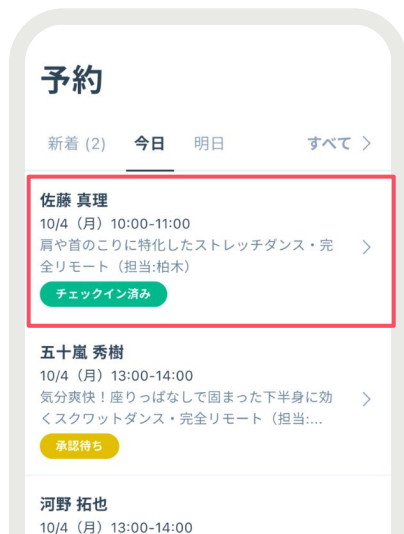 予約
新着 (2) 今日 明日 すべて
佐藤 真理
10/4（月）10:00-11:00
肩や首のこりに特化したストレッチダンス・完
全リモート（担当:柏木）
チェックイン済み
五十嵐 秀樹
10/4（月）13:00-14:00
気分爽快！座りっぱなしで固まった下半身に効
くスクワットダンス・完全リモート（担当:...
承認待ち
河野 拓也
10/4（月）13:00-14:00